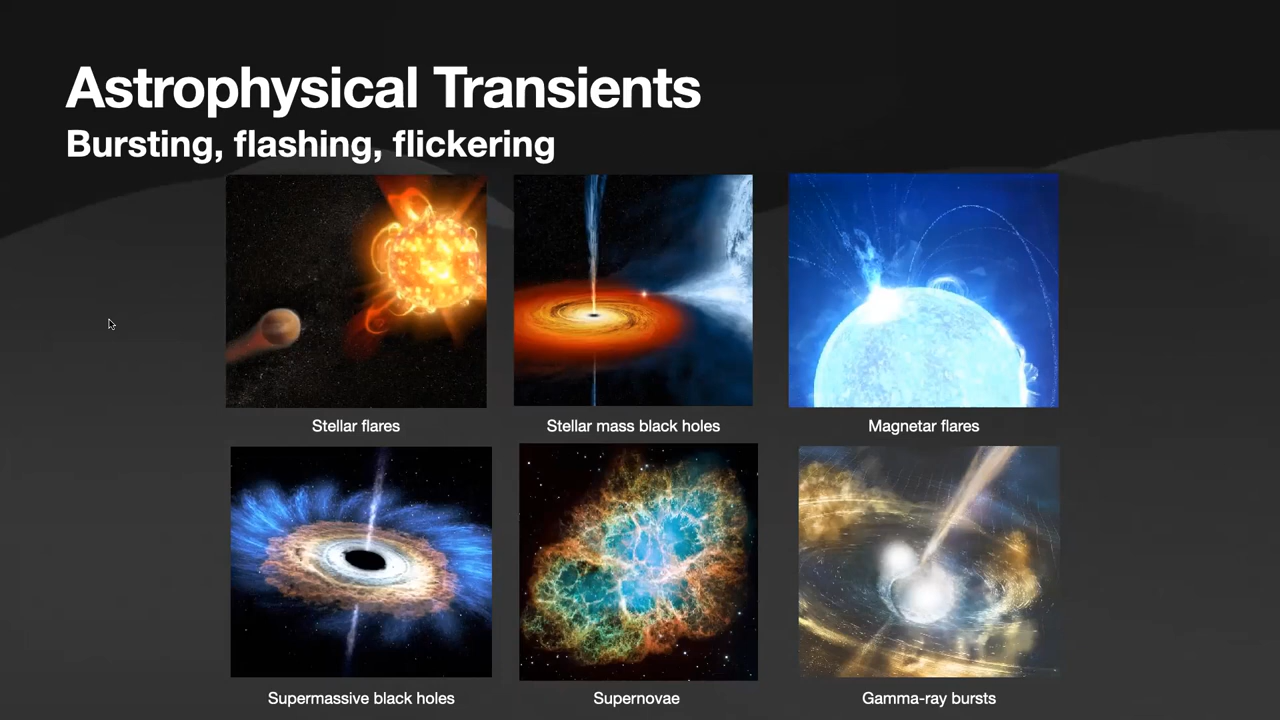 Astrophysical Transients
Bursting, flashing, flickering
Stellar flares
Stellar mass black holes
Magnetar flares
Supermassive black holes
Supernovae
Gamma-ray bursts